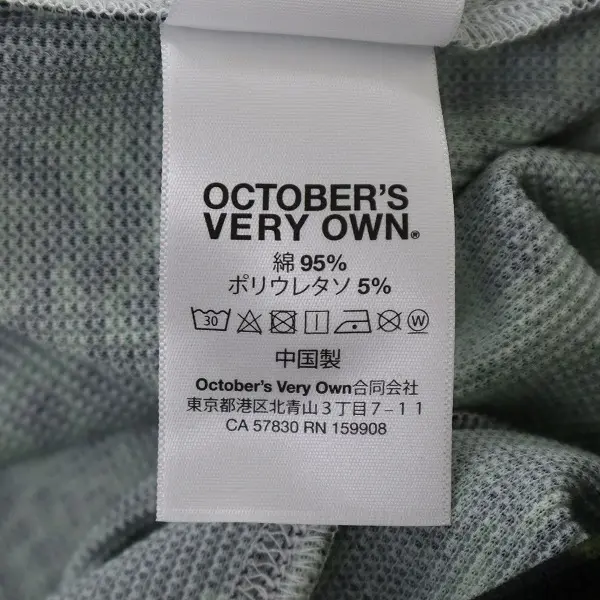 OCTOBER'S
VERY OWN®
綿 95%
ポリウレタソ 5%
30 W
中国製
October's Very Own合同会社
東京都港区北青山3丁目7–11
CA 57830 RN 159908